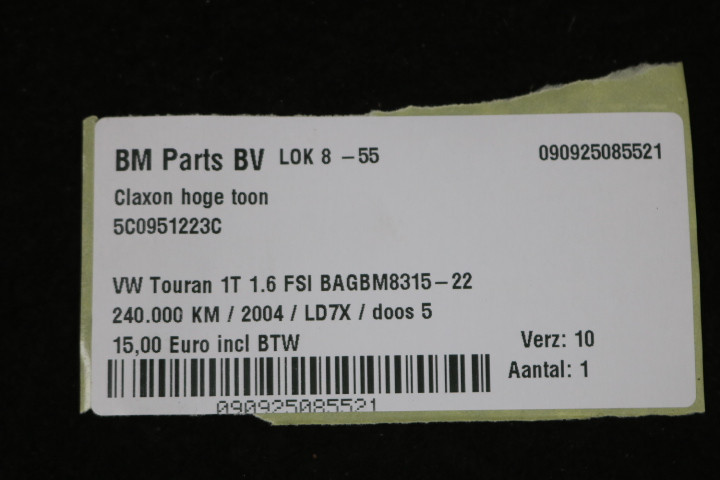 BM Parts BV LOK 8 -55 090925085521
Claxon hoge toon
5C0951223C
VW Touran 1T 1.6 FSI BAGBM8315-22
240.000 KM / 2004 / LD7X / doos 5
15,00 Euro incl BTW Verz: 10
Aantal: 1
090925085521